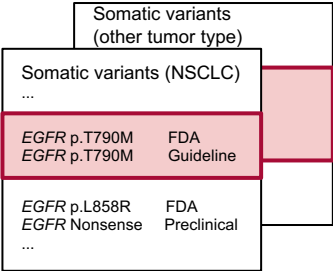 Somatic variants
(other tumor type)
Somatic variants (NSCLC)
...
EGFR p.T790M FDA
EGFR p.T790M Guideline
EGFR p.L858R FDA
EGFR Nonsense Preclinical
...